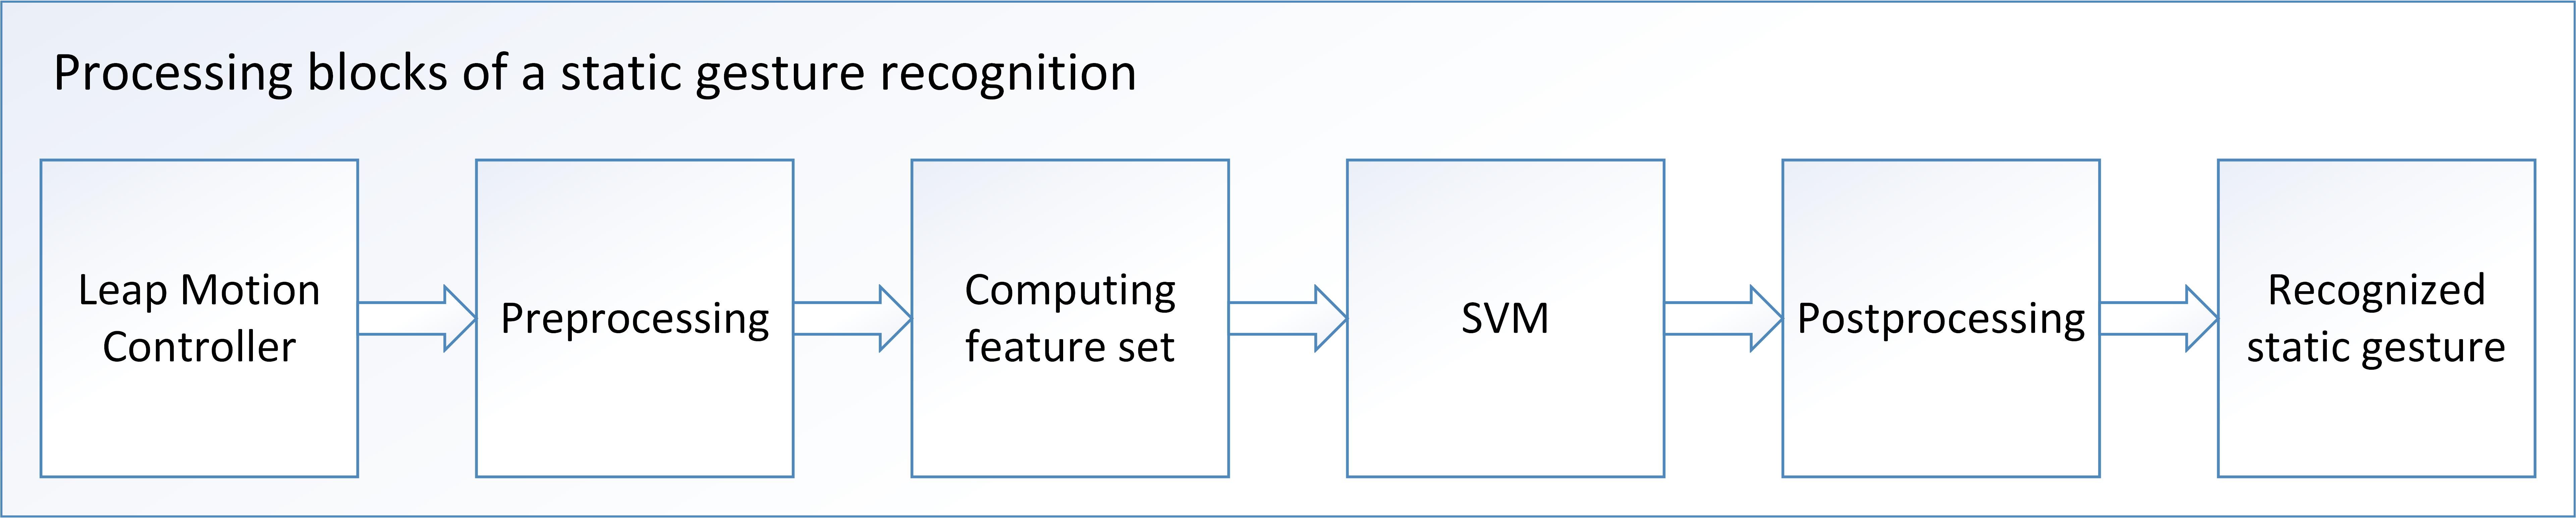 Processing blocks of a static gesture recognition
Leap Motion
Controller
Preprocessing
Computing
feature set
SVM
Postprocessing
Recognized
static gesture